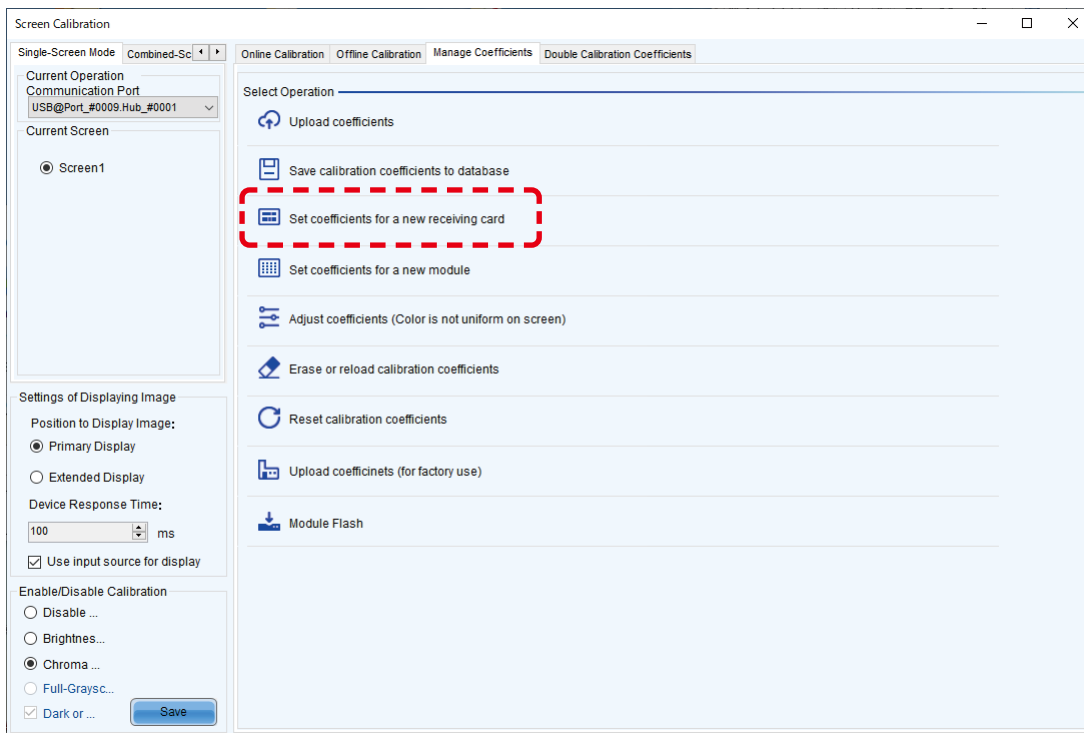 Screen Calibration
Single-Screen Mode
Combined-Sc
Current Operation
Communication Port
USB@Port_#0009.Hub_#0001
Current Screen
Screen1
Settings of Displaying Image
Position to Display Image:
Primary Display
Extended Display
Device Response Time:
100
ms
Use input source for display
Enable/Disable Calibration
Disable ...
Brightnes...
Chroma ...
Full-Graysc...
Dark or ...
Save
Online Calibration
Offline Calibration
Manage Coefficients
Double Calibration Coefficients
Select Operation
Upload coefficients
Save calibration coefficients to database
Set coefficients for a new receiving card
Set coefficients for a new module
Adjust coefficients (Color is not uniform on screen)
Erase or reload calibration coefficients
Reset calibration coefficients
Upload coefficinets (for factory use)
Module Flash